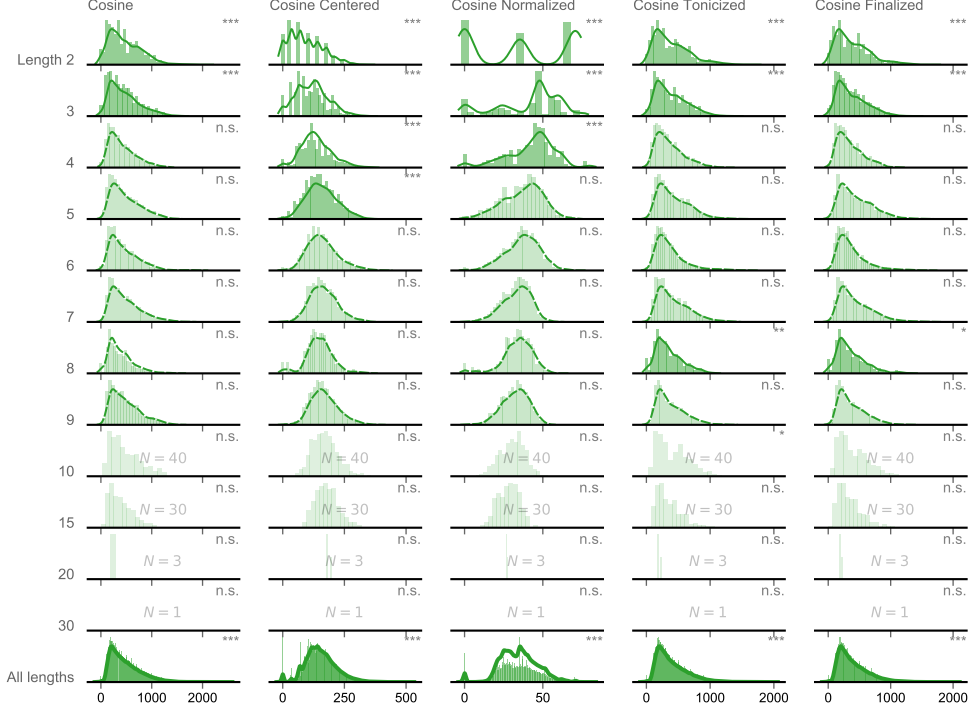 Cosine Cosine Centered Cosine Normalized Cosine Tonicized Cosine Finalized
Length 2 *** *** *** *** ***
3 *** *** *** *** ***
4 n.s. *** *** n.s. n.s.
5 n.s. *** n.s. n.s. n.s.
6 n.s. n.s. n.s. n.s. n.s.
7 n.s. n.s. n.s. n.s. n.s.
8 n.s. n.s. n.s. ** *
9 n.s. n.s. n.s. n.s. n.s.
10 N = 40 n.s. N = 40 n.s. N = 40 n.s. N = 40 * N = 40 n.s.
15 N = 30 n.s. N = 30 n.s. N = 30 n.s. N = 30 n.s. N = 30 n.s.
20 N = 3 n.s. N = 3 n.s. N = 3 n.s. N = 3 n.s. N = 3 n.s.
30 N = 1 n.s. N = 1 n.s. N = 1 n.s. N = 1 n.s. N = 1 n.s.
All lengths *** *** *** *** ***
0 1000 2000 0 250 500 0 50 0 1000 2000 0 1000 2000